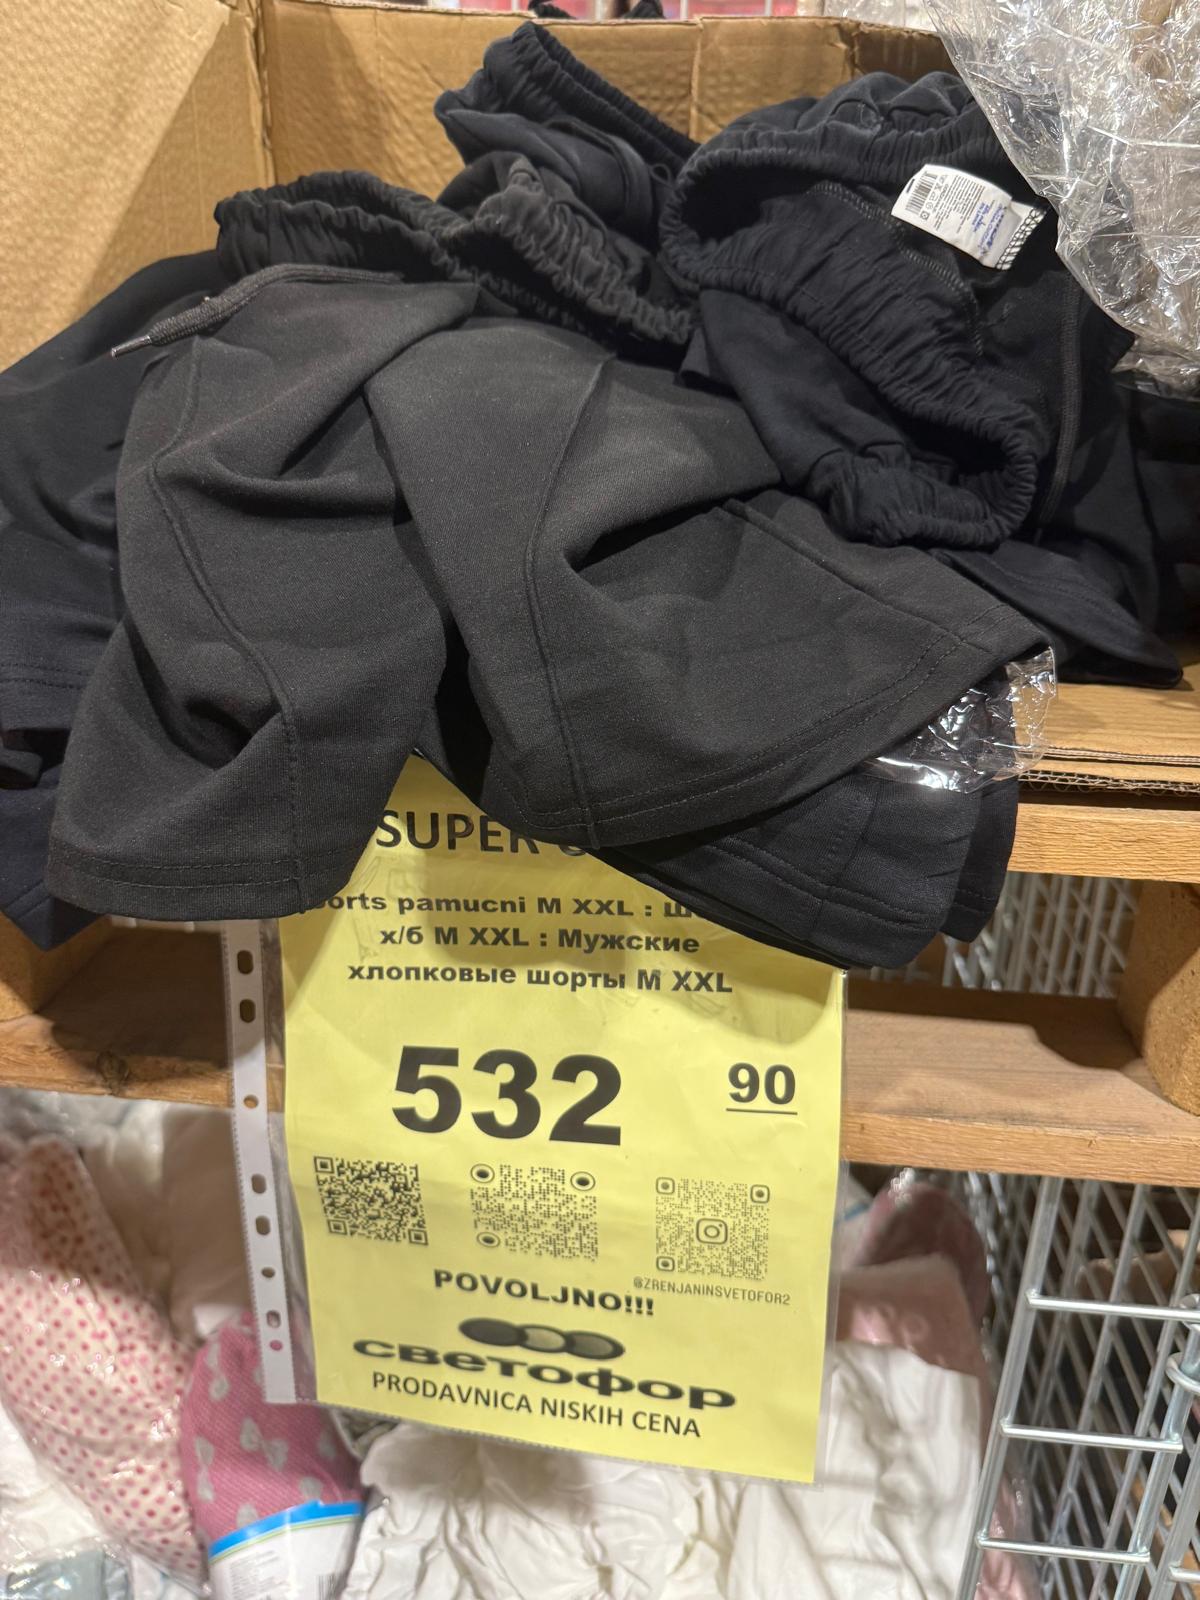 SUPER
pamucni M XXL :
х/б M XXL : Мужские
хлопковые шорты M XXL
532 90
@ZRENJANINSVETOFOR2
POVOLJNO!!!
светофор
PRODAVNICA NISKIH CENA